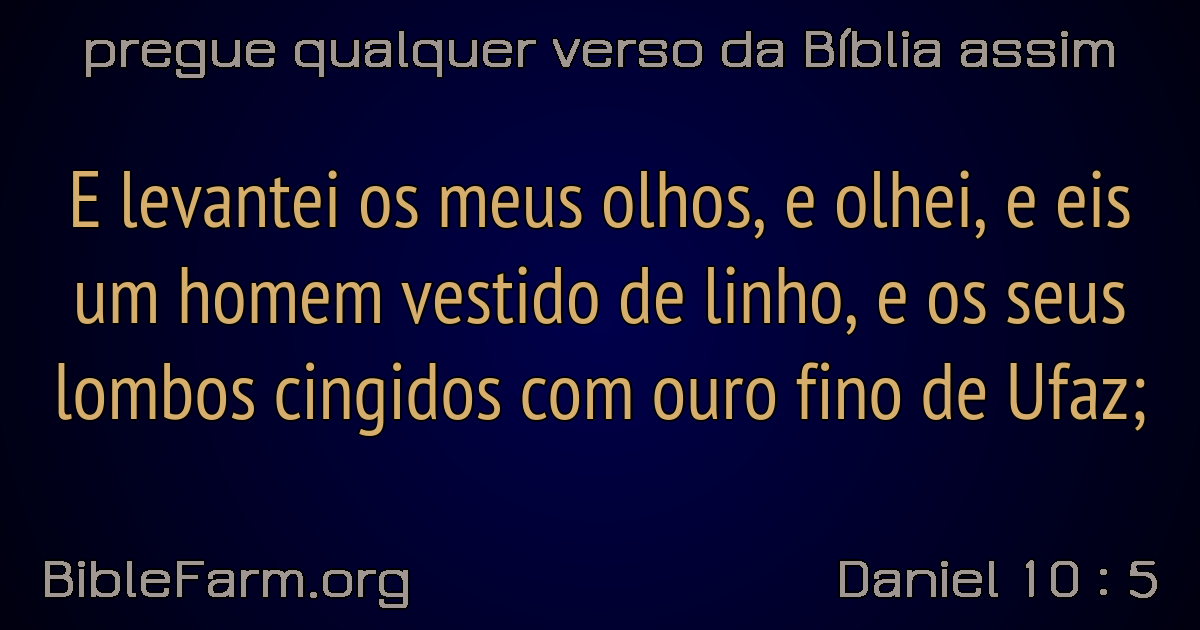 pregue qualquer verso da Bíblia assim
E levantei os meus olhos, e olhei, e eis
um homem vestido de linho, e os seus
lombos cingidos com ouro fino de Ufaz;
BibleFarm.org
Daniel 10 : 5